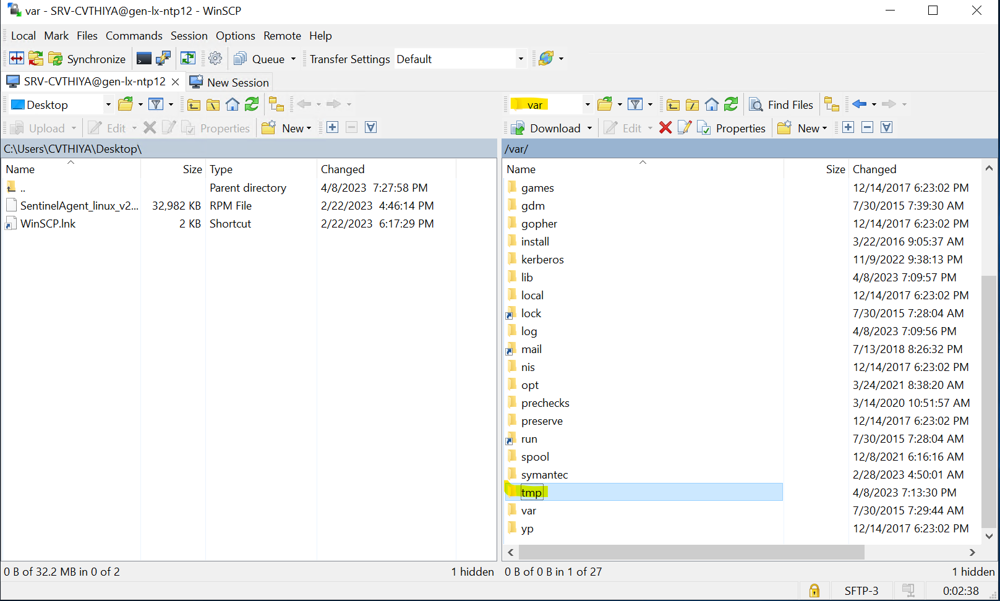 var - SRV-CVTHIYA@gen-lx-ntp12 - WinSCP
Local Mark Files Commands Session Options Remote Help
Synchronize Queue Transfer Settings Default
SRV-CVTHIYA@gen-lx-ntp12 New Session
Desktop var Find Files
Upload Edit Properties New Download Edit Properties New
C:\Users\CVTHIYA\Desktop\ /var/
Name Size Type Changed
.. Parent directory 4/8/2023 7:27:58 PM
SentinelAgent_linux_v2... 32,982 KB RPM File 2/22/2023 4:46:14 PM
WinSCP.lnk 2 KB Shortcut 2/22/2023 6:17:29 PM
Name Size Changed
games 12/14/2017 6:23:02 PM
gdm 7/30/2015 7:39:30 AM
gopher 12/14/2017 6:23:02 PM
install 3/22/2016 9:05:37 AM
kerberos 11/9/2022 9:38:13 PM
lib 4/8/2023 7:09:57 PM
local 12/14/2017 6:23:02 PM
lock 7/30/2015 7:28:04 AM
log 4/8/2023 7:09:56 PM
mail 7/13/2018 8:26:32 PM
nis 12/14/2017 6:23:02 PM
opt 3/24/2021 8:38:20 AM
prechecks 3/14/2020 10:51:57 AM
preserve 12/14/2017 6:23:02 PM
run 7/30/2015 7:28:04 AM
spool 12/8/2021 6:16:16 AM
symantec 2/28/2023 4:50:01 AM
tmp 4/8/2023 7:13:30 PM
var 7/30/2015 7:29:44 AM
yp 12/14/2017 6:23:02 PM
0 B of 32.2 MB in 0 of 2 1 hidden 0 B of 0 B in 1 of 27 1 hidden
SFTP-3 0:02:38